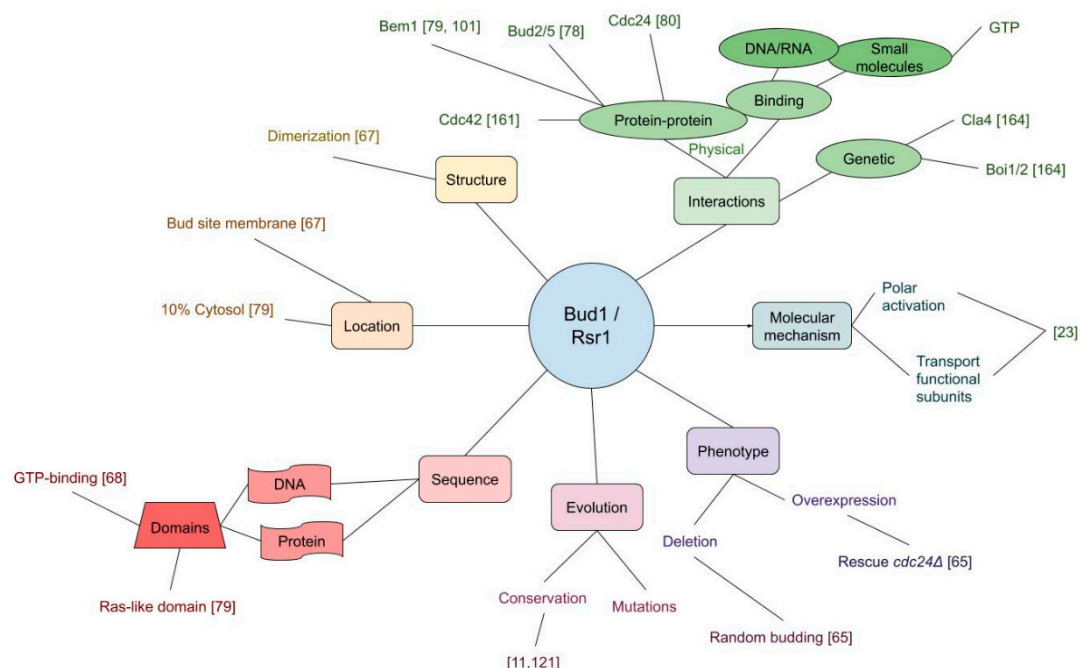 Bem1 [79, 101]
Bud2/5 [78]
Cdc24 [80]
DNA/RNA
Small
molecules
GTP
Binding
Protein-protein
Cdc42 [161]
Physical
Cla4 [164]
Genetic
Boi1/2 [164]
Interactions
Dimerization [67]
Structure
Bud site membrane [67]
10% Cytosol [79]
Location
Bud1 /
Rsr1
Molecular
mechanism
Polar
activation
Transport
functional
subunits
[23]
Phenotype
Overexpression
Deletion
Rescue cdc24Δ [65]
Random budding [65]
Evolution
Conservation
Mutations
[11,121]
Sequence
DNA
Protein
GTP-binding [68]
Domains
Ras-like domain [79]